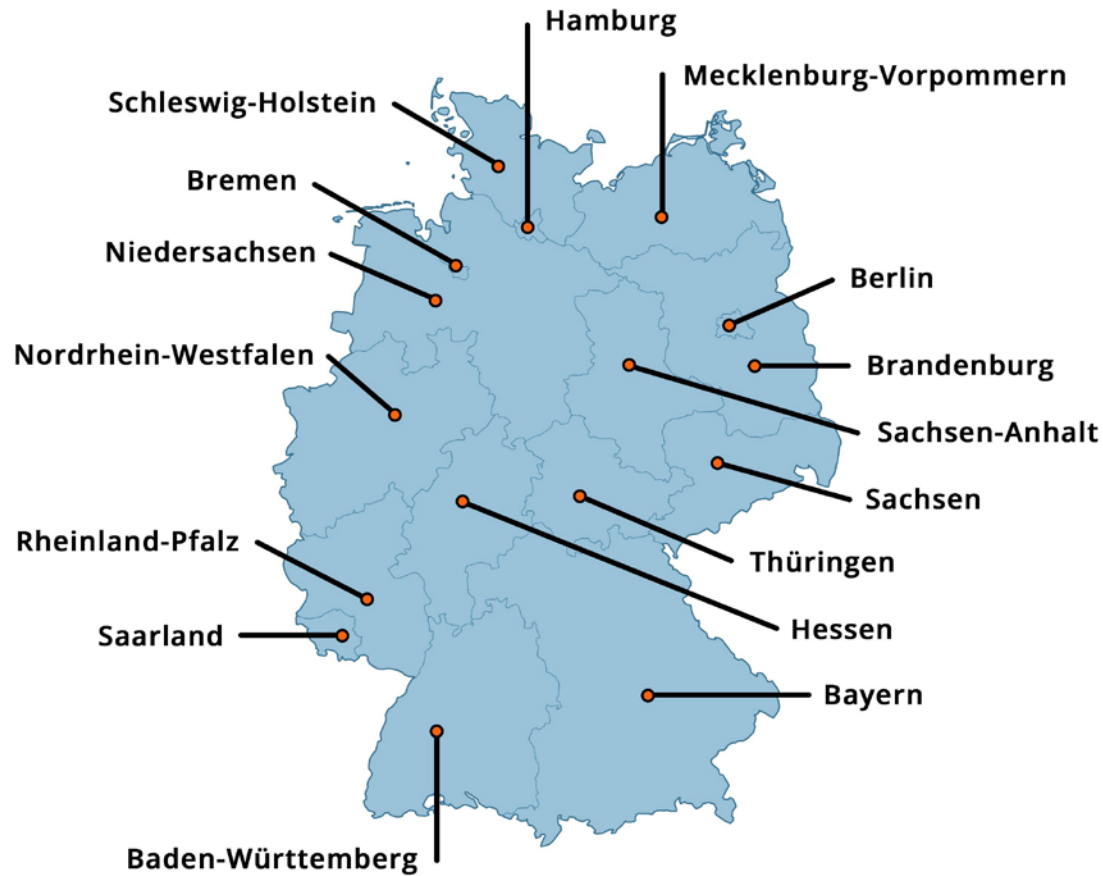 Hamburg
Mecklenburg-Vorpommern
Schleswig-Holstein
Bremen
Niedersachsen
Berlin
Nordrhein-Westfalen
Brandenburg
Sachsen-Anhalt
Sachsen
Rheinland-Pfalz
Thüringen
Saarland
Hessen
Bayern
Baden-Württemberg